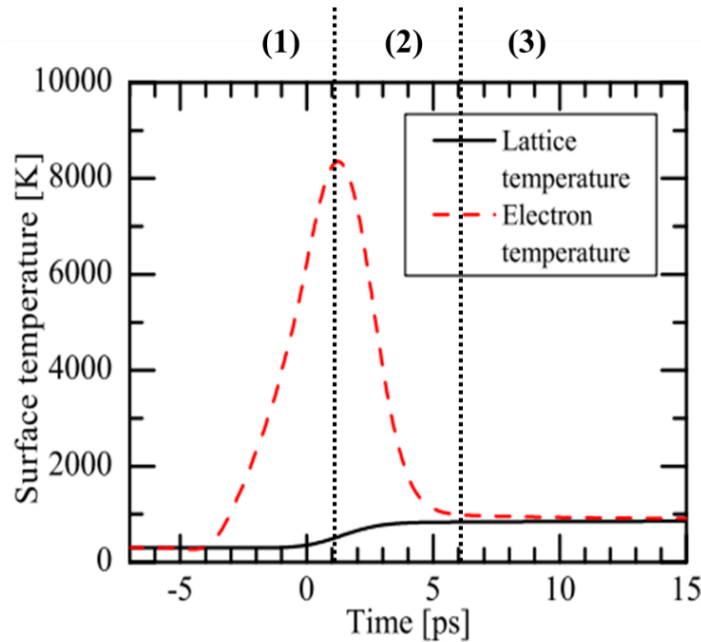 (1) (2) (3)
10000
8000
6000
4000
2000
0
Surface temperature [K]
Lattice
temperature
Electron
temperature
-5 0 5 10 15
Time [ps]